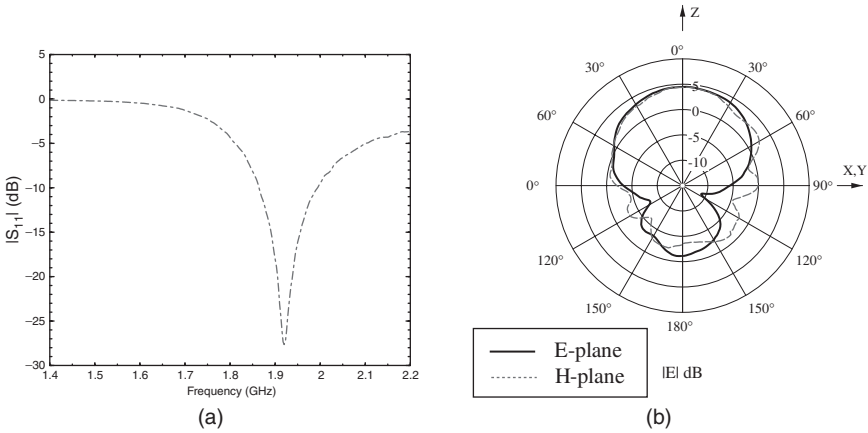 5
0
−5
−10
−15
−20
−25
−30
|S11| (dB)
1.4 1.5 1.6 1.7 1.8 1.9 2 2.1 2.2
Frequency (GHz)
(a)
Z
0°
30° 30°
60° 60°
0° 90° X,Y
120° 120°
150° 150°
180°
5
0
-5
-10
E-plane
H-plane
|E| dB
(b)